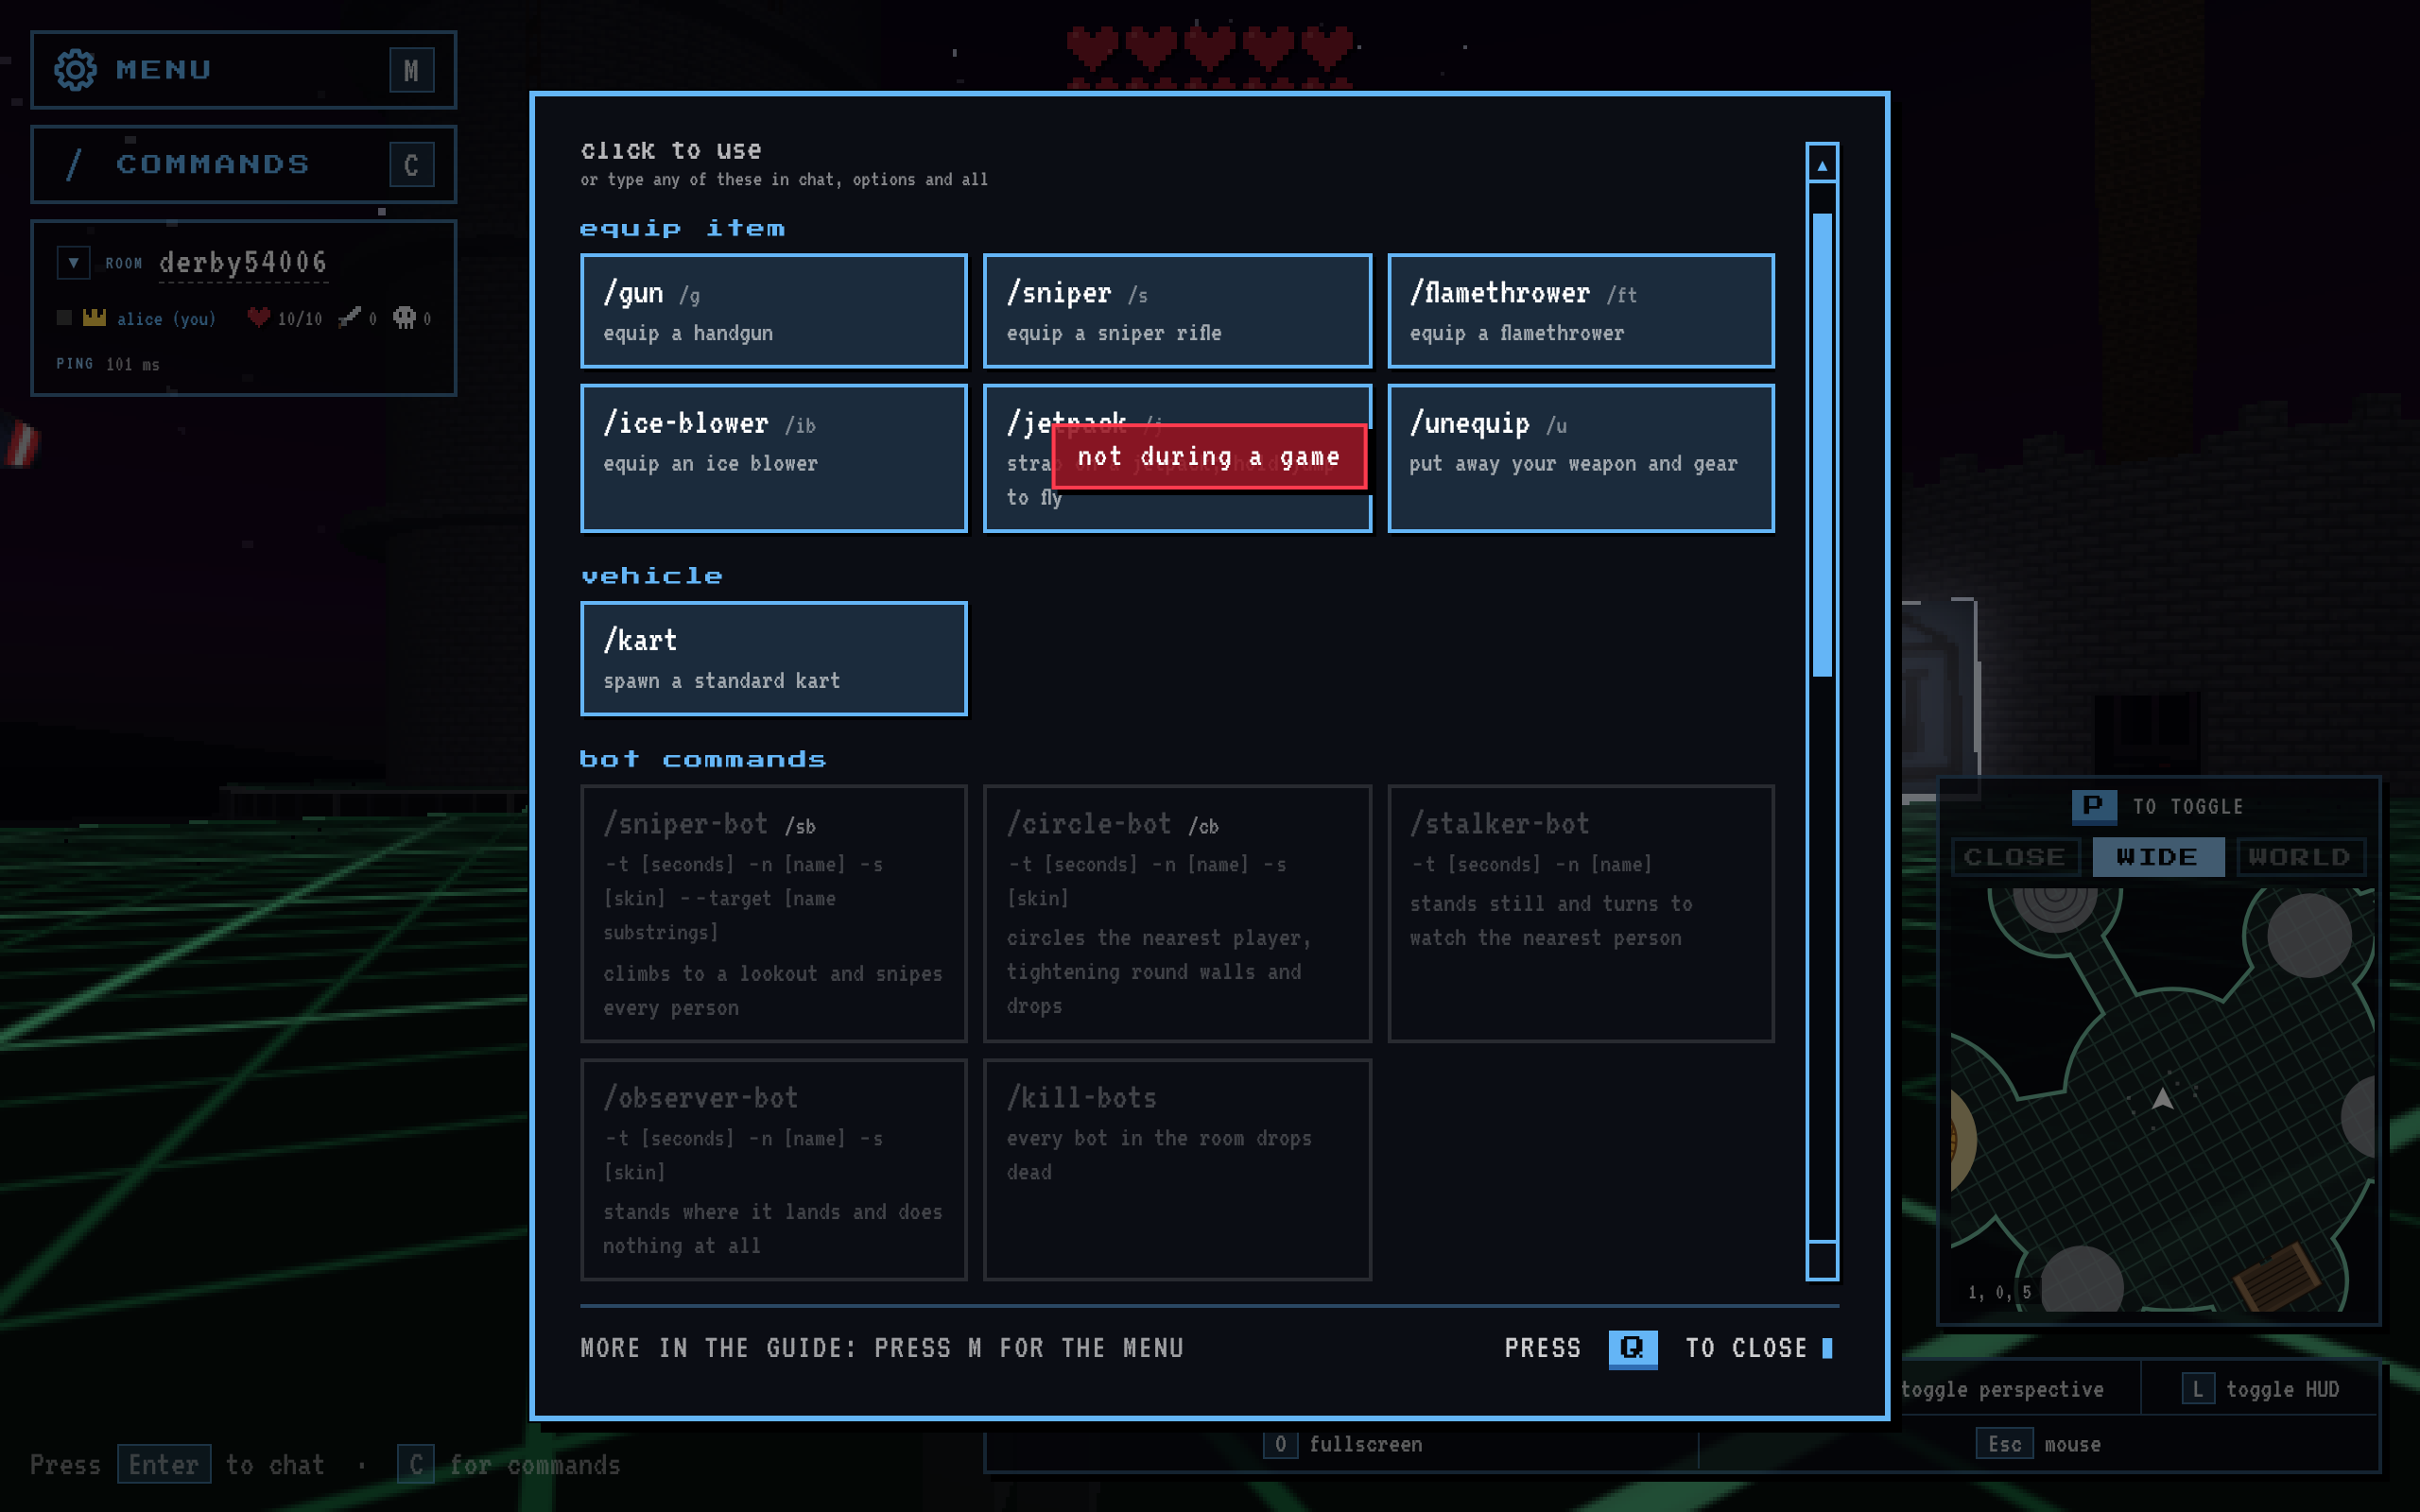 MENU M
/ COMMANDS C
▼ ROOM derby54006
alice (you) 10/10 0 0
PING 101 ms
click to use
or type any of these in chat, options and all
equip item
/gun /g
equip a handgun
/sniper /s
equip a sniper rifle
/flamethrower /ft
equip a flamethrower
/ice-blower /ib
equip an ice blower
/jetpack /j
to fly
not during a game
/unequip /u
put away your weapon and gear
vehicle
/kart
spawn a standard kart
bot commands
/sniper-bot /sb
-t [seconds] -n [name] -s
[skin] --target [name
substrings]
climbs to a lookout and snipes
every person
/circle-bot /cb
-t [seconds] -n [name] -s
[skin]
circles the nearest player,
tightening round walls and
drops
/stalker-bot
-t [seconds] -n [name]
stands still and turns to
watch the nearest person
/observer-bot
-t [seconds] -n [name] -s
[skin]
stands where it lands and does
nothing at all
/kill-bots
every bot in the room drops
dead
MORE IN THE GUIDE: PRESS M FOR THE MENU
PRESS Q TO CLOSE
P TO TOGGLE
CLOSE WIDE WORLD
1, 0, 5
toggle perspective
L toggle HUD
O fullscreen
Esc mouse
Press Enter to chat · C for commands